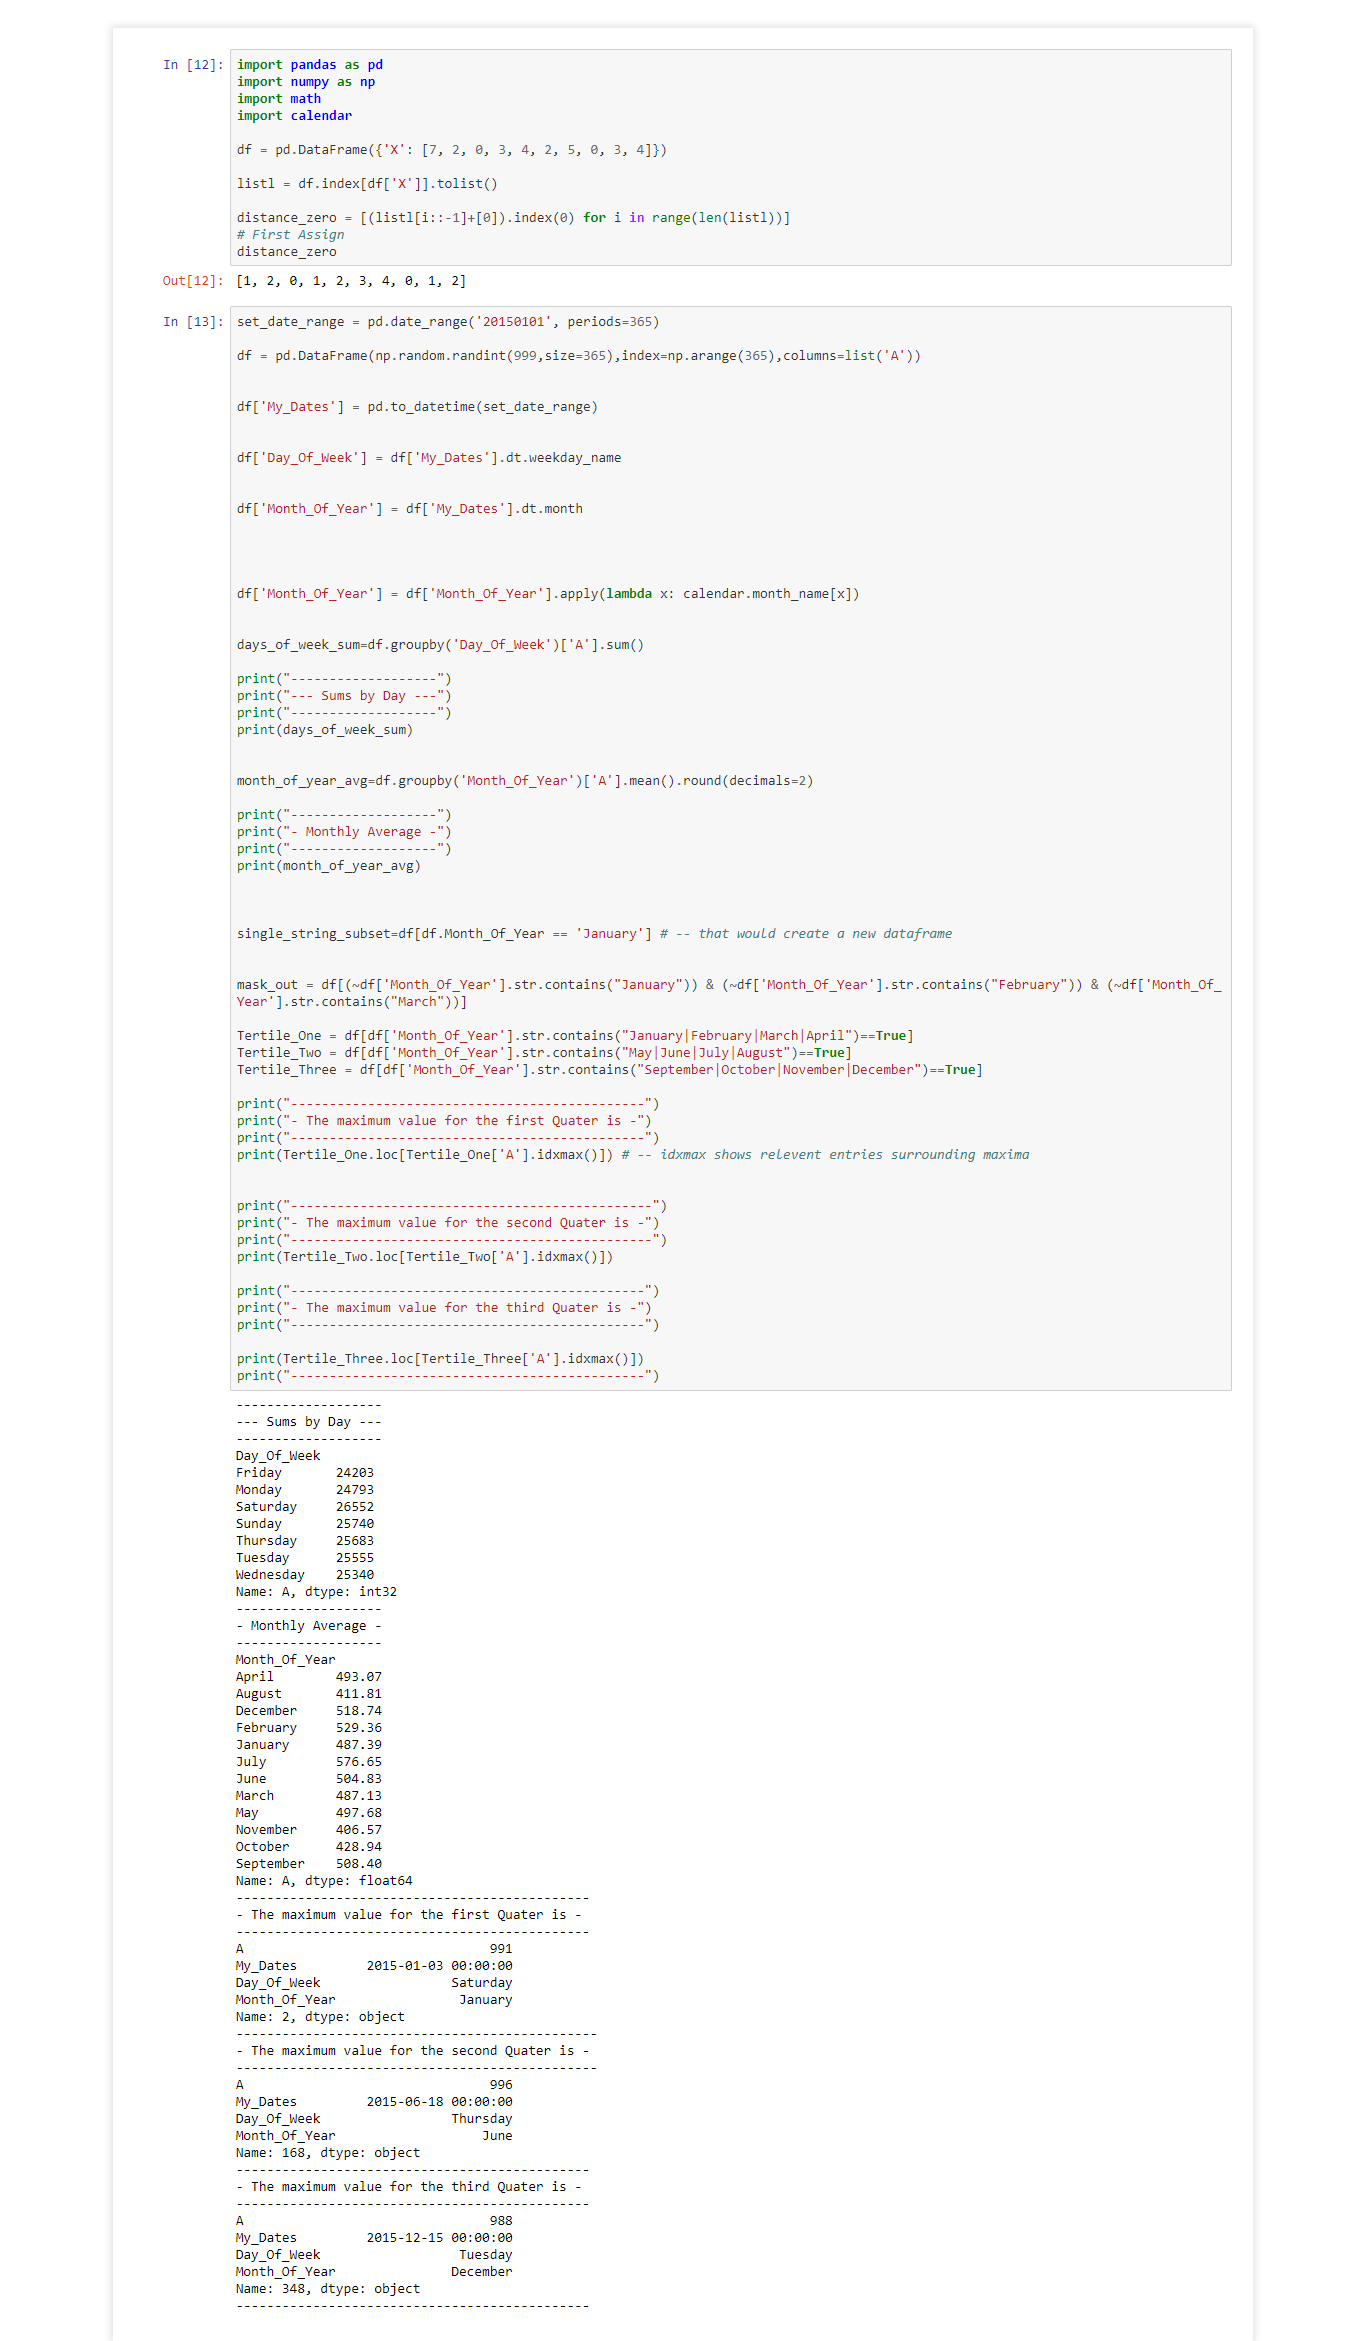 In [12]: import pandas as pd
import numpy as np
import math
import calendar
df = pd.DataFrame({'X': [7, 2, 0, 3, 4, 2, 5, 0, 3, 4]})
listl = df.index[df['X']].tolist()
distance_zero = [(listl[i::-1]+[0]).index(0) for i in range(len(listl))]
# First Assign
distance_zero
Out[12]: [1, 2, 0, 1, 2, 3, 4, 0, 1, 2]
In [13]: set_date_range = pd.date_range('20150101', periods=365)
df = pd.DataFrame(np.random.randint(999,size=365),index=np.arange(365),columns=list('A'))
df['My_Dates'] = pd.to_datetime(set_date_range)
df['Day_Of_Week'] = df['My_Dates'].dt.weekday_name
df['Month_Of_Year'] = df['My_Dates'].dt.month
df['Month_Of_Year'] = df['Month_Of_Year'].apply(lambda x: calendar.month_name[x])
days_of_week_sum=df.groupby('Day_Of_Week')['A'].sum()
print("-------------------")
print("--- Sums by Day ---")
print("-------------------")
print(days_of_week_sum)
month_of_year_avg=df.groupby('Month_Of_Year')['A'].mean().round(decimals=2)
print("-------------------")
print("- Monthly Average -")
print("-------------------")
print(month_of_year_avg)
single_string_subset=df[df.Month_Of_Year == 'January'] # -- that would create a new dataframe
mask_out = df[(~df['Month_Of_Year'].str.contains("January")) & (~df['Month_Of_Year'].str.contains("February")) & (~df['Month_Of_
Year'].str.contains("March"))]
Tertile_One = df[df['Month_Of_Year'].str.contains("January|February|March|April")==True]
Tertile_Two = df[df['Month_Of_Year'].str.contains("May|June|July|August")==True]
Tertile_Three = df[df['Month_Of_Year'].str.contains("September|October|November|December")==True]
print("----------------------------------------------")
print("- The maximum value for the first Quater is -")
print("----------------------------------------------")
print(Tertile_One.loc[Tertile_One['A'].idxmax()]) # -- idxmax shows relevent entries surrounding maxima
print("-----------------------------------------------")
print("- The maximum value for the second Quater is -")
print("-----------------------------------------------")
print(Tertile_Two.loc[Tertile_Two['A'].idxmax()])
print("----------------------------------------------")
print("- The maximum value for the third Quater is -")
print("----------------------------------------------")
print(Tertile_Three.loc[Tertile_Three['A'].idxmax()])
print("----------------------------------------------")
-------------------
--- Sums by Day ---
-------------------
Day_Of_Week
Friday 24203
Monday 24793
Saturday 26552
Sunday 25740
Thursday 25683
Tuesday 25555
Wednesday 25340
Name: A, dtype: int32
-------------------
- Monthly Average -
-------------------
Month_Of_Year
April 493.07
August 411.81
December 518.74
February 529.36
January 487.39
July 576.65
June 504.83
March 487.13
May 497.68
November 406.57
October 428.94
September 508.40
Name: A, dtype: float64
----------------------------------------------
- The maximum value for the first Quater is -
----------------------------------------------
A 991
My_Dates 2015-01-03 00:00:00
Day_Of_Week Saturday
Month_Of_Year January
Name: 2, dtype: object
-----------------------------------------------
- The maximum value for the second Quater is -
-----------------------------------------------
A 996
My_Dates 2015-06-18 00:00:00
Day_Of_Week Thursday
Month_Of_Year June
Name: 168, dtype: object
----------------------------------------------
- The maximum value for the third Quater is -
----------------------------------------------
A 988
My_Dates 2015-12-15 00:00:00
Day_Of_Week Tuesday
Month_Of_Year December
Name: 348, dtype: object
----------------------------------------------